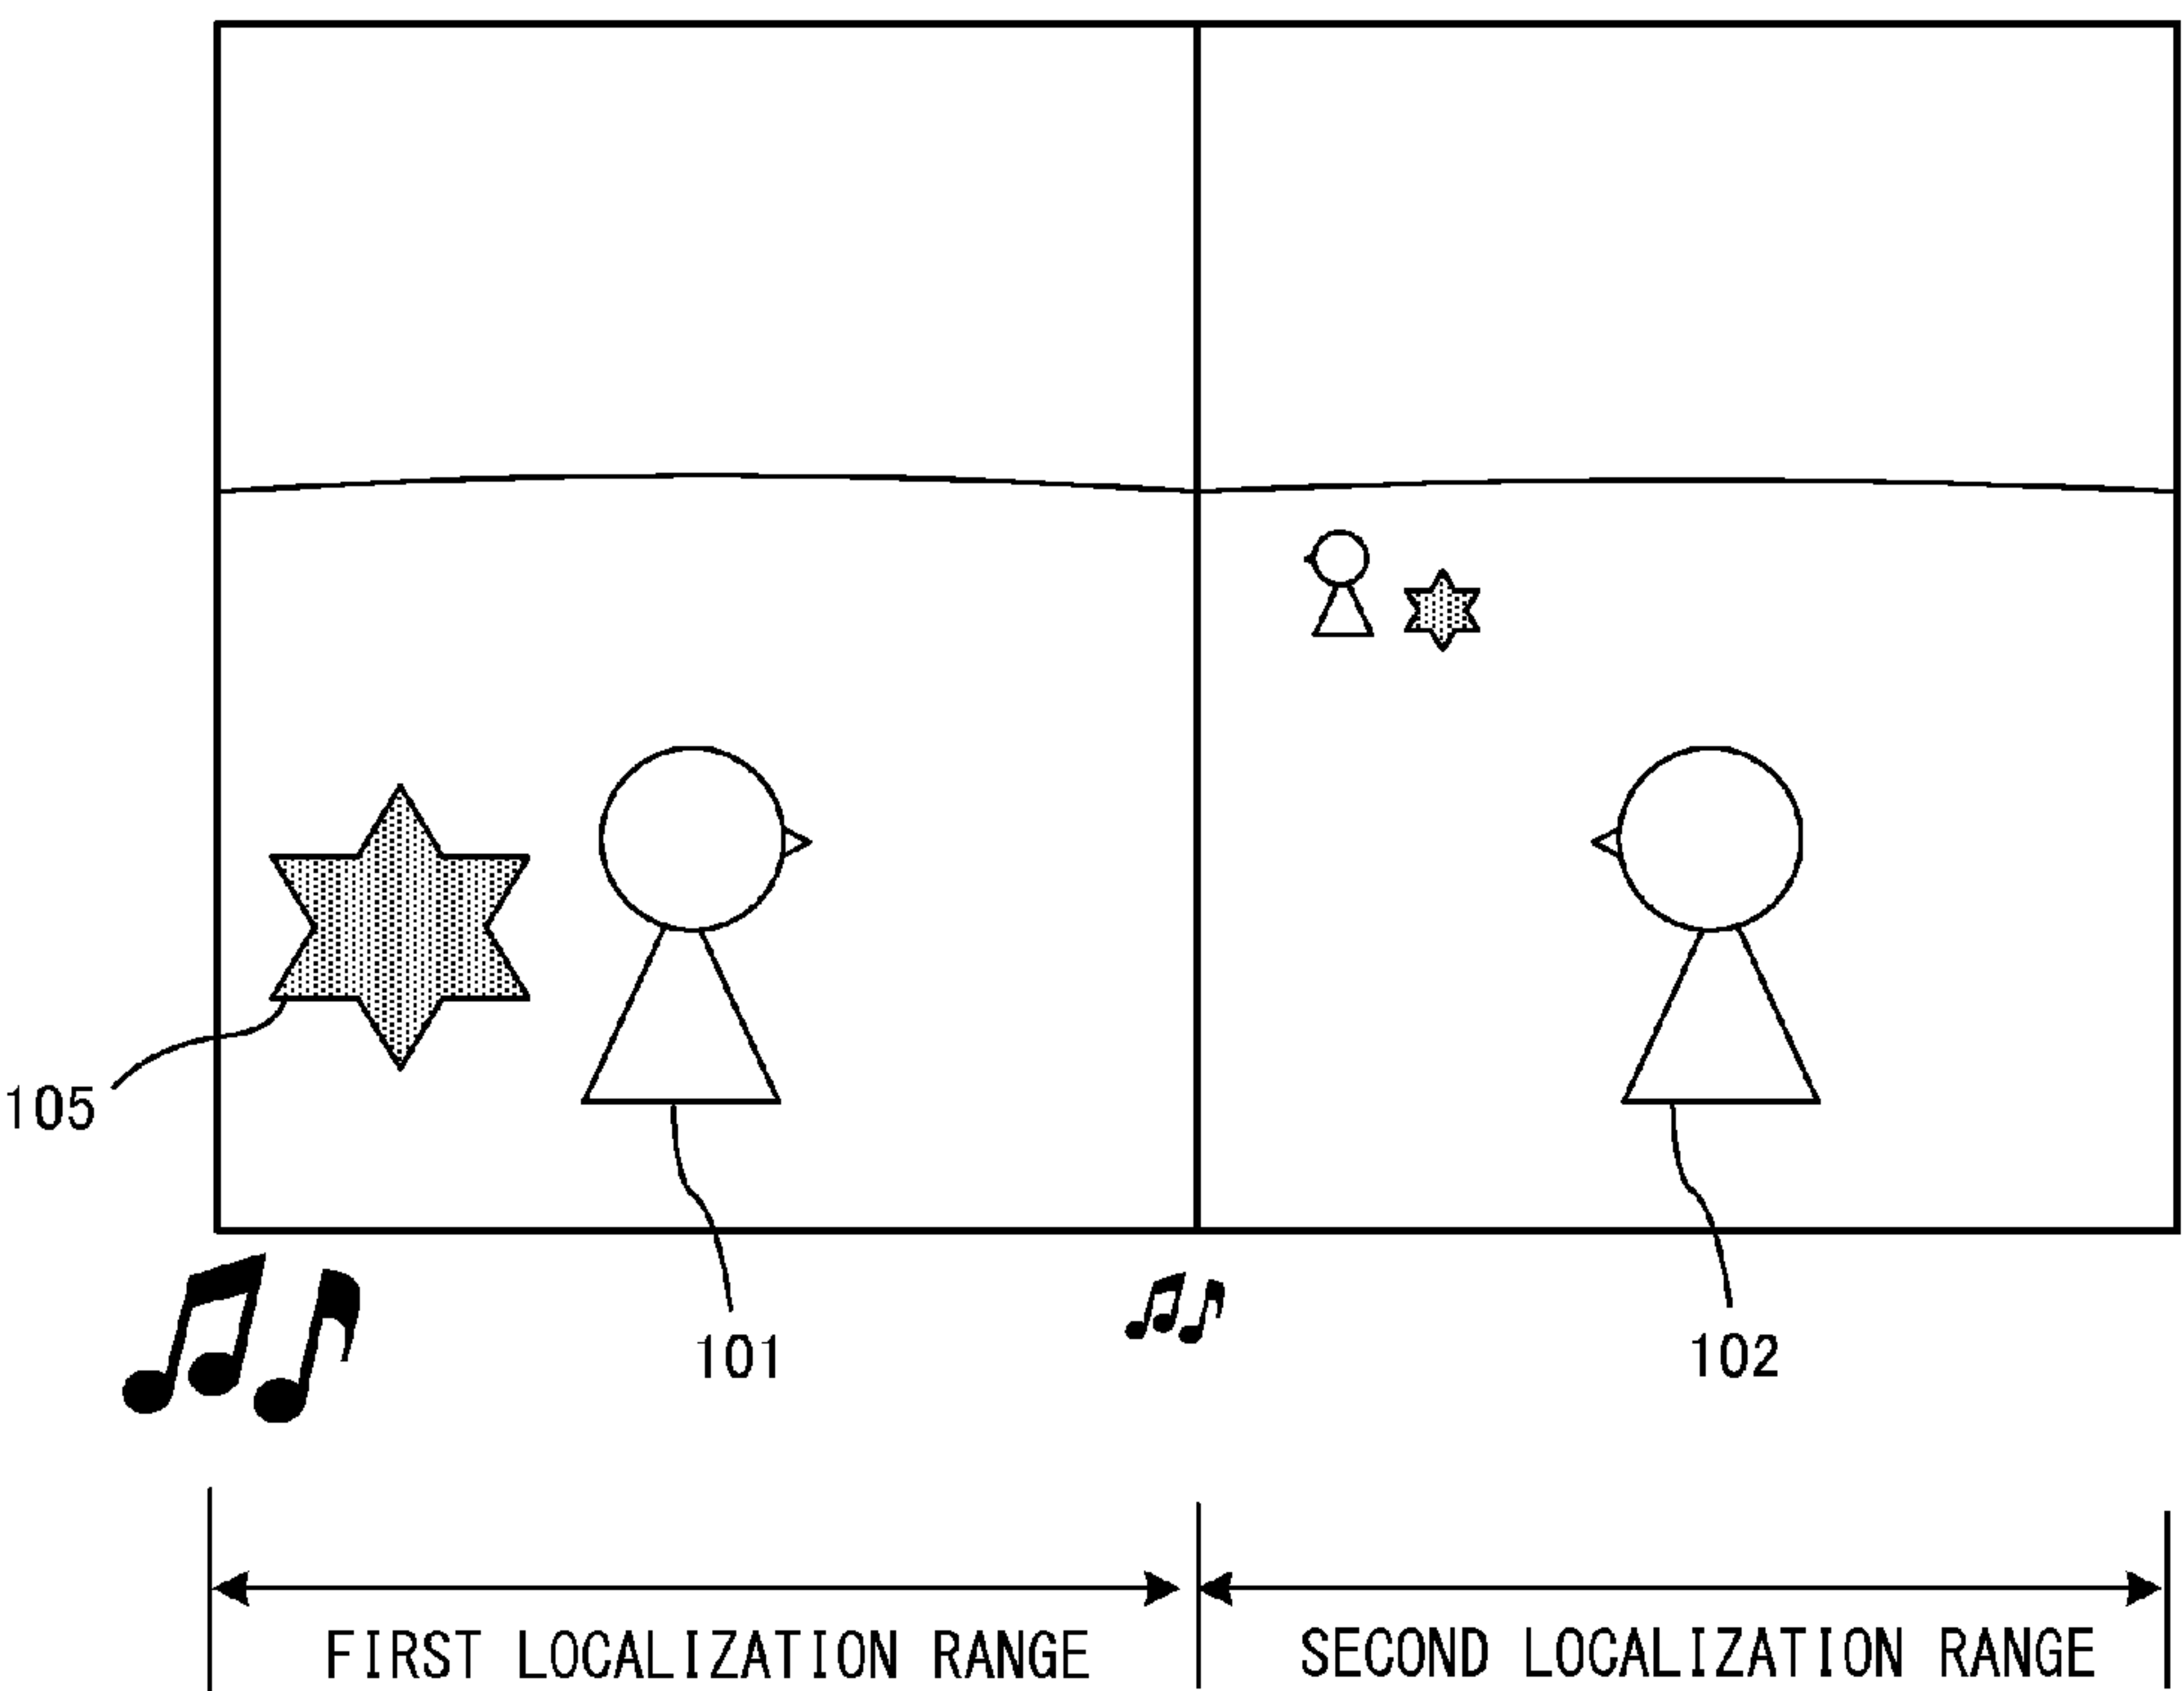 105
101
102
FIRST LOCALIZATION RANGE
SECOND LOCALIZATION RANGE